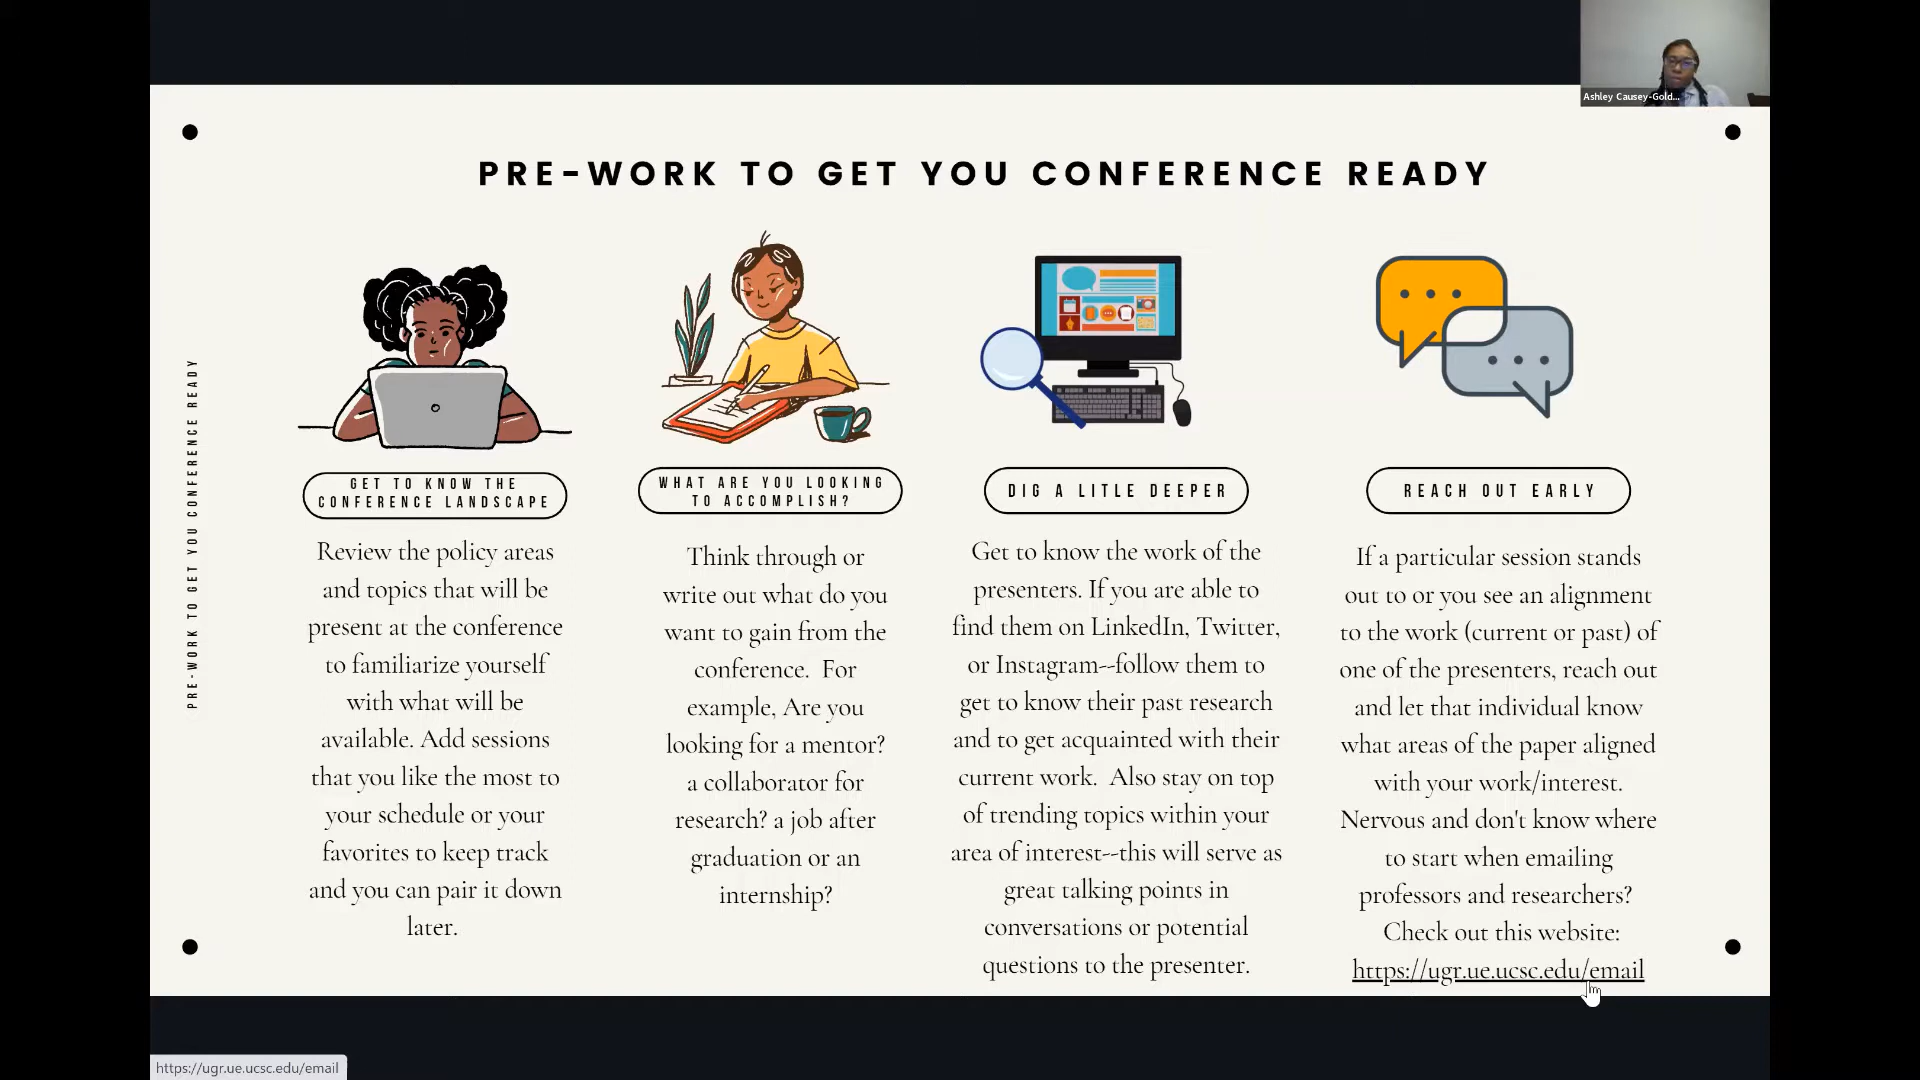 Ashley Causey-Gold...
PRE-WORK TO GET YOU CONFERENCE READY
PRE-WORK TO GET YOU CONFERENCE READY
GET TO KNOW THE
CONFERENCE LANDSCAPE
Review the policy areas
and topics that will be
present at the conference
to familiarize yourself
with what will be
available. Add sessions
that you like the most to
your schedule or your
favorites to keep track
and you can pair it down
later.
WHAT ARE YOU LOOKING
TO ACCOMPLISH?
Think through or
write out what do you
want to gain from the
conference. For
example, Are you
looking for a mentor?
a collaborator for
research? a job after
graduation or an
internship?
DIG A LITLE DEEPER
Get to know the work of the
presenters. If you are able to
find them on LinkedIn, Twitter,
or Instagram--follow them to
get to know their past research
and to get acquainted with their
current work. Also stay on top
of trending topics within your
area of interest--this will serve as
great talking points in
conversations or potential
questions to the presenter.
REACH OUT EARLY
If a particular session stands
out to or you see an alignment
to the work (current or past) of
one of the presenters, reach out
and let that individual know
what areas of the paper aligned
with your work/interest.
Nervous and don't know where
to start when emailing
professors and researchers?
Check out this website:
https://ugr.ue.ucsc.edu/email
https://ugr.ue.ucsc.edu/email